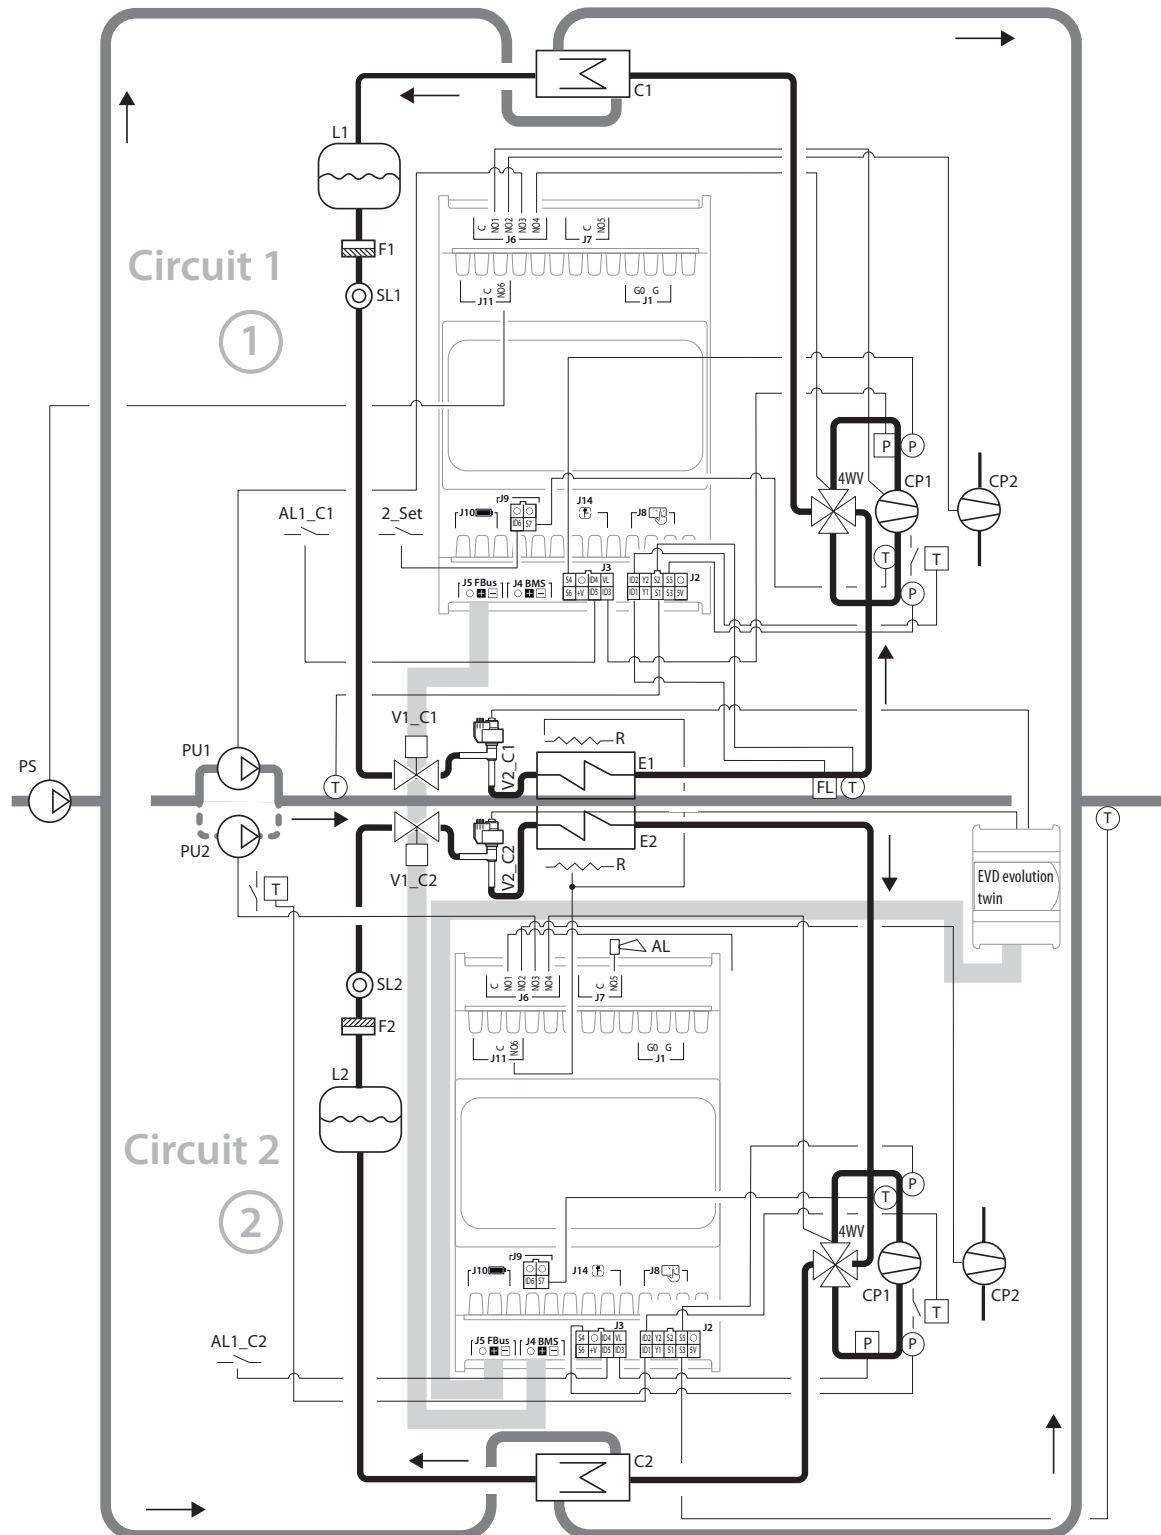 C1
L1
C
NO1
NO2
NO3
NO4
J6
C
NO5
J7
F1
Circuit 1
SL1
1
C
NO6
J11
G0 G
J1
P
P
4WV
CP1
CP2
AL1_C1
2_Set
J9
J10
J14
J8
ID6 S7
T
T
J5 FBus
J4 BMS
J3
S4 ID4 VL
S6 +V ID5 ID3
ID2 Y2 S2 S5
J2
ID1 Y1 S1 S3 5V
P
V1_C1
V2_C1
R
E1
PU1
PS
T
FL
T
PU2
E2
T
V1_C2
V2_C2
R
T
EVD evolution
twin
AL
SL2
C
NO1
NO2
NO3
NO4
J6
C
NO5
J7
F2
C
NO6
J11
G0 G
J1
L2
Circuit 2
2
P
T
4WV
J9
J10
J14
J8
ID6 S7
CP1
CP2
T
AL1_C2
J5 FBus
J4 BMS
J3
S4 ID4 VL
S6 +V ID5 ID3
ID2 Y2 S2 S5
J2
ID1 Y1 S1 S3 5V
P
P
C2